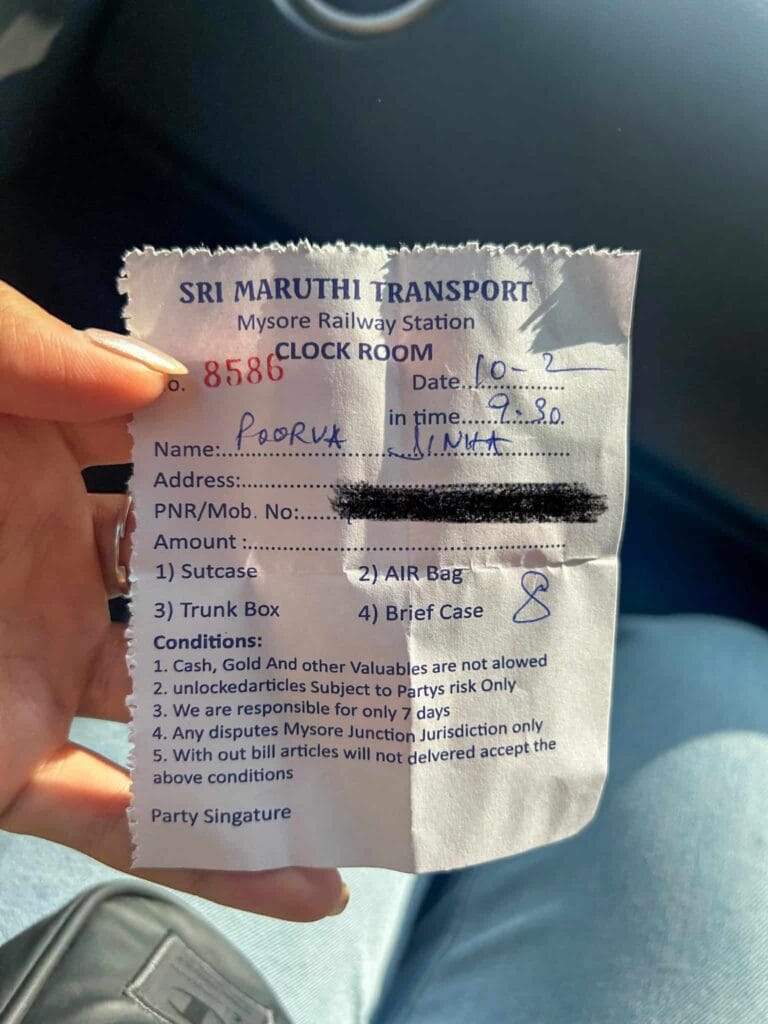 SRI MARUTHI TRANSPORT
Mysore Railway Station
CLOCK ROOM
o. 8586
Date..10-2
in time......9.30.
Name:....POORVA SINHA
Address:
PNR/Mob. No:
Amount :
1) Sutcase 2) AIR Bag
3) Trunk Box 4) Brief Case 8
Conditions:
1. Cash, Gold And other Valuables are not alowed
2. unlockedarticles Subject to Partys risk Only
3. We are responsible for only 7 days
4. Any disputes Mysore Junction Jurisdiction only
5. With out bill articles will not delvered accept the
above conditions
Party Singature